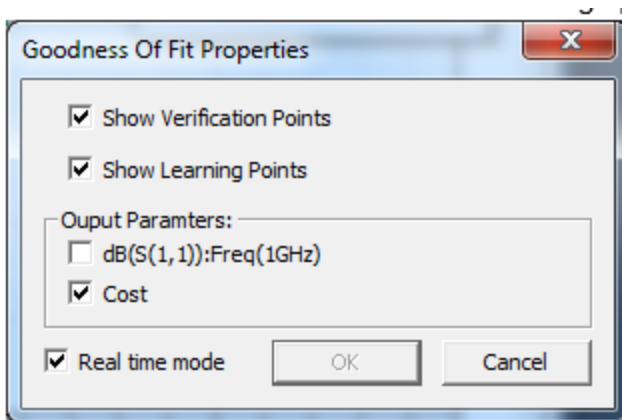 Goodness Of Fit Properties
Show Verification Points
Show Learning Points
Ouput Paramters:
dB(S(1,1)):Freq(1GHz)
Cost
Real time mode
OK
Cancel